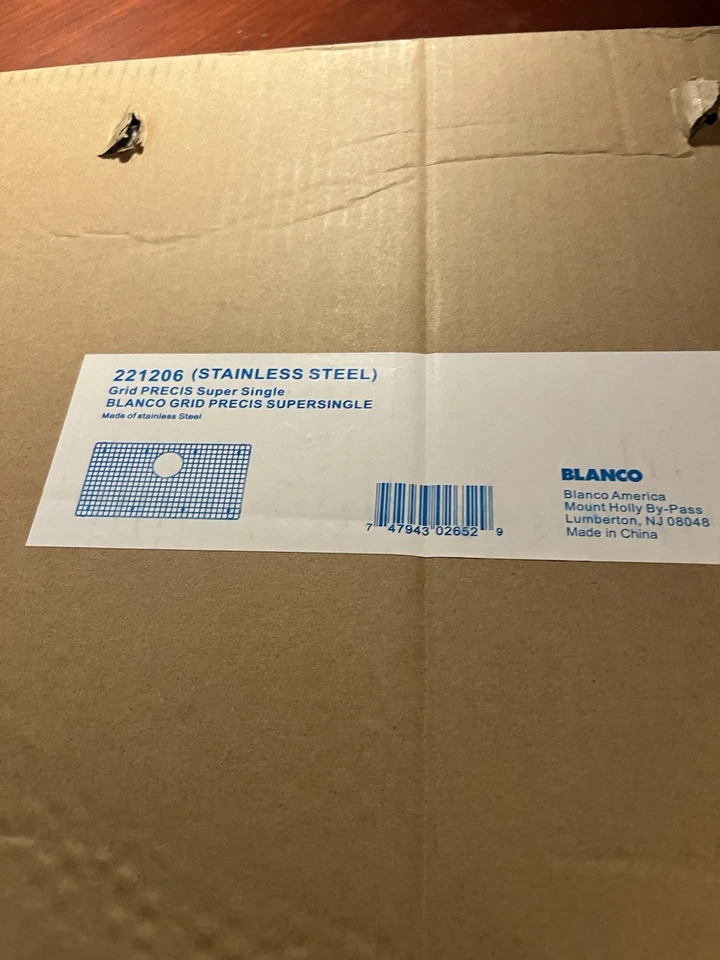 221206 (STAINLESS STEEL)
Grid PRECIS Super Single
BLANCO GRID PRECIS SUPERSINGLE
Made of stainless Steel
7 47943 02652 9
BLANCO
Blanco America
Mount Holly By-Pass
Lumberton, NJ 08048
Made in China